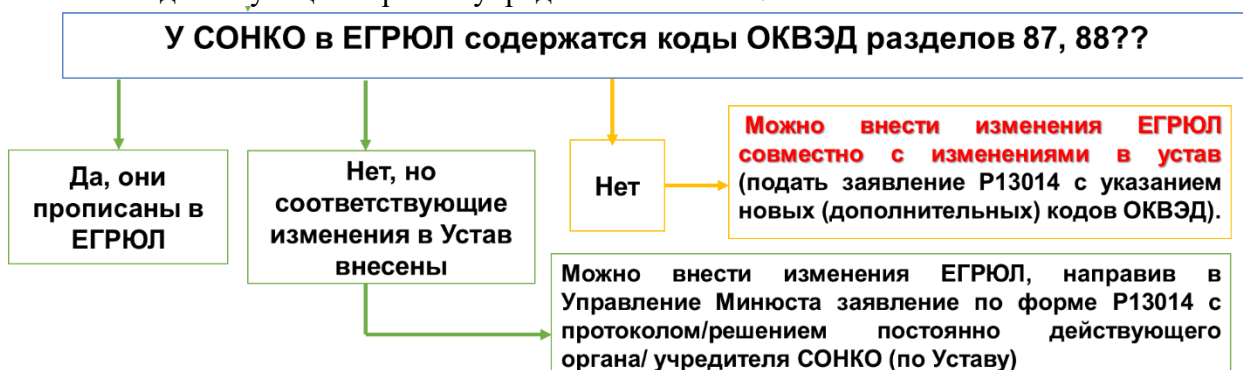 У СОНКО в ЕГРЮЛ содержатся коды ОКВЭД разделов 87, 88??
Да, они
прописаны в
ЕГРЮЛ
Нет, но
соответствующие
изменения в Устав
внесены
Нет
Можно внести изменения ЕГРЮЛ
совместно с изменениями в устав
(подать заявление Р13014 с указанием
новых (дополнительных) кодов ОКВЭД).
Можно внести изменения ЕГРЮЛ, направив в
Управление Минюста заявление по форме Р13014 с
протоколом/решением постоянно действующего
органа/ учредителя СОНКО (по Уставу)